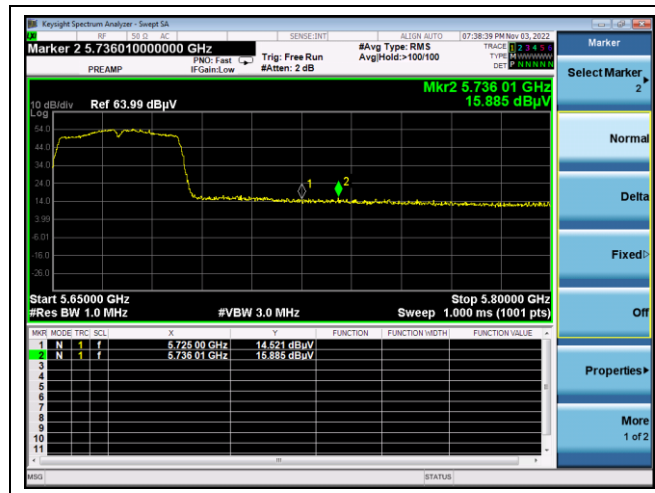 Keysight Spectrum Analyzer - Swept SA
RF 50 Ω AC SENSE:INT ALIGN AUTO 07:38:39 PM Nov 03, 2022
Marker 2 5.736010000000 GHz
PREAMP
PNO: Fast
IFGain:Low
Trig: Free Run
#Atten: 2 dB
#Avg Type: RMS
Avg|Hold:>100/100
TRACE 1 2 3 4 5 6
TYPE M W W W W W
DET P N N N N N
Mkr2 5.736 01 GHz
15.885 dBµV
10 dB/div Ref 63.99 dBµV
Log
54.0
44.0
34.0
24.0
14.0
3.99
-6.01
-16.0
-26.0
1
2
Start 5.65000 GHz Stop 5.80000 GHz
#Res BW 1.0 MHz #VBW 3.0 MHz Sweep 1.000 ms (1001 pts)
MKR MODE TRC SCL X Y FUNCTION FUNCTION WIDTH FUNCTION VALUE
1 N 1 f 5.725 00 GHz 14.521 dBµV
2 N 1 f 5.736 01 GHz 15.885 dBµV
3
4
5
6
7
8
9
10
11
MSG STATUS
Marker
Select Marker
2
Normal
Delta
Fixed
Off
Properties
More
1 of 2